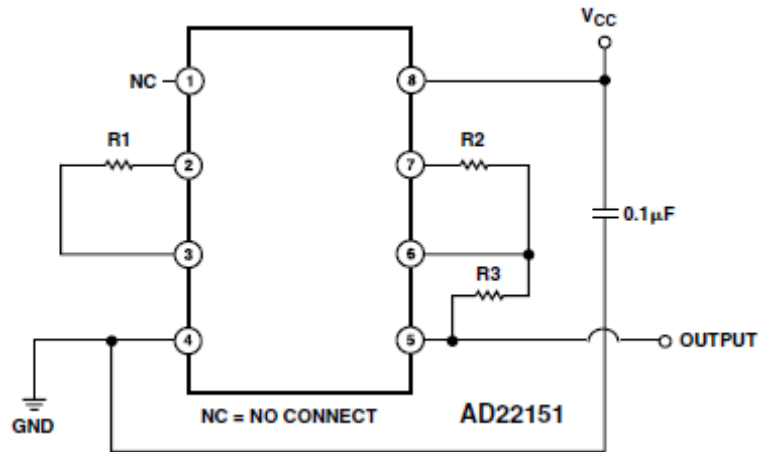 VCC
NC
1
8
R1
R2
2
7
0.1µF
3
6
R3
4
5
OUTPUT
GND
NC = NO CONNECT
AD22151